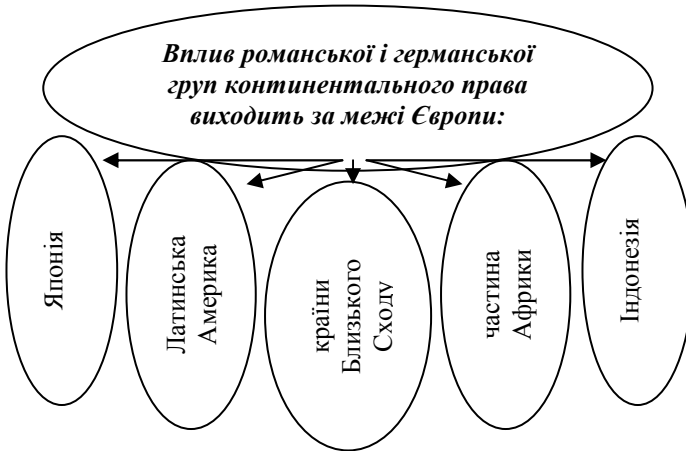 Вплив романської і германської
груп континентального права
виходить за межі Європи:
Японія
Латинська
Америка
країни
Близького
Сходу
частина
Африки
Індонезія